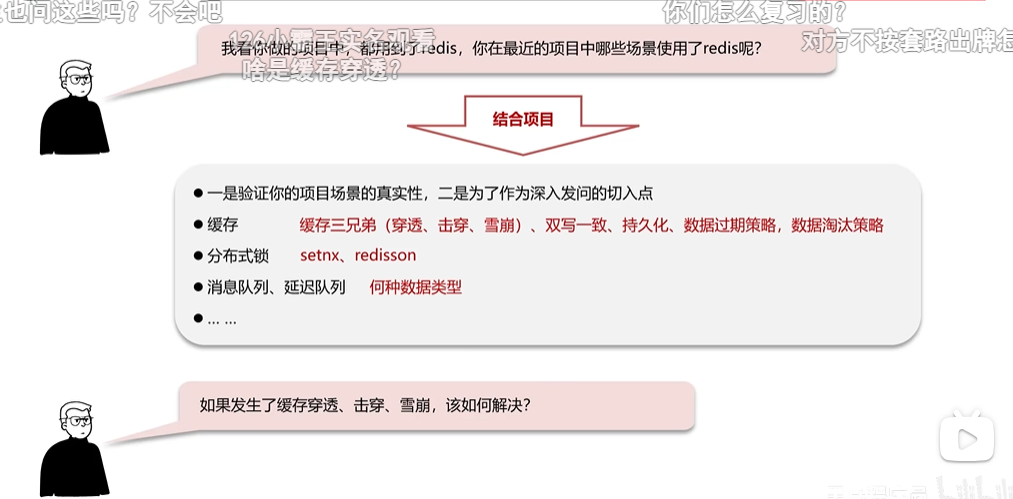 也问这些吗？不会吧
你们怎么复习的？
126小霸王实名观看
对方不按套路出牌怎
我看你做的项目中，都用到了redis，你在最近的项目中哪些场景使用了redis呢？
啥是缓存穿透？
结合项目
● 一是验证你的项目场景的真实性，二是为了作为深入发问的切入点
● 缓存 缓存三兄弟（穿透、击穿、雪崩）、双写一致、持久化、数据过期策略，数据淘汰策略
● 分布式锁 setnx、redisson
● 消息队列、延迟队列 何种数据类型
● … …
如果发生了缓存穿透、击穿、雪崩，该如何解决？